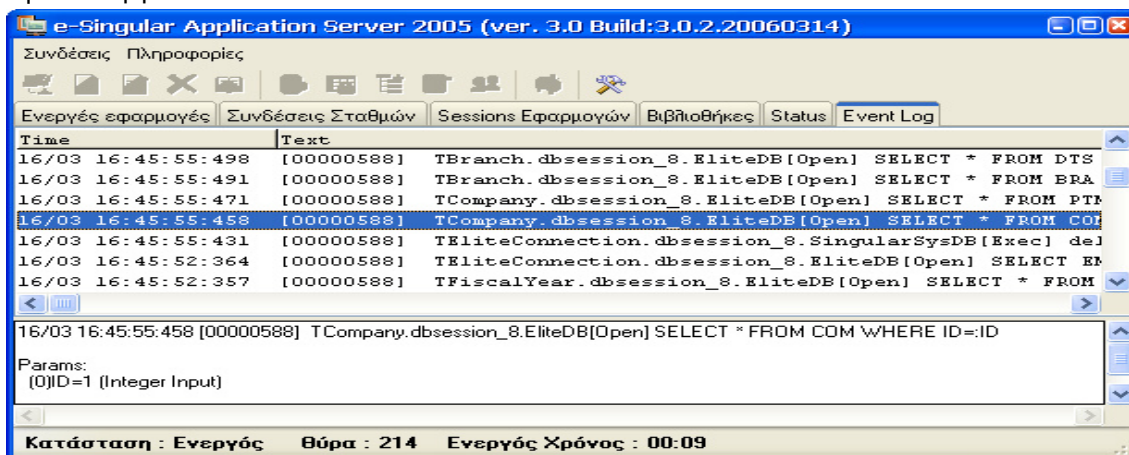 e-Singular Application Server 2005 (ver. 3.0 Build:3.0.2.20060314)
Συνδέσεις Πληροφορίες
Ενεργές εφαρμογές Συνδέσεις Σταθμών Sessions Εφαρμογών Βιβλιοθήκες Status Event Log
Time Text
16/03 16:45:55:498 [00000588] TBranch.dbsession_8.EliteDB[Open] SELECT * FROM DTS
16/03 16:45:55:491 [00000588] TBranch.dbsession_8.EliteDB[Open] SELECT * FROM BRA
16/03 16:45:55:471 [00000588] TCompany.dbsession_8.EliteDB[Open] SELECT * FROM PTM
16/03 16:45:55:458 [00000588] TCompany.dbsession_8.EliteDB[Open] SELECT * FROM COM
16/03 16:45:55:431 [00000588] TEliteConnection.dbsession_8.SingularSysDB[Exec] del
16/03 16:45:52:364 [00000588] TEliteConnection.dbsession_8.EliteDB[Open] SELECT
16/03 16:45:52:357 [00000588] TFiscalYear.dbsession_8.EliteDB[Open] SELECT * FROM
16/03 16:45:55:458 [00000588] TCompany.dbsession_8.EliteDB[Open] SELECT * FROM COM WHERE ID=:ID
Params:
(0)ID=1 (Integer Input)
Κατάσταση : Ενεργός Θύρα : 214 Ενεργός Χρόνος : 00:09